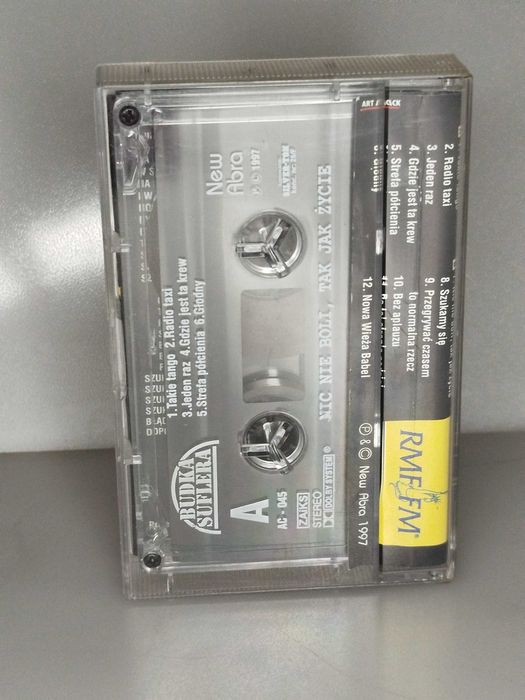 ART ATTACK
2. Radio taxi
3. Jeden raz
4. Gdzie jest ta krew
5. Strefa półcienia
8. Szukamy się
9. Przegrywać czasem
to normalna rzecz
10. Bez aplauzu
12. Nowa Wieża Babel
RMF FM
℗ & © New Abra 1997
NIC NIE BOLI, TAK JAK ŻYCIE
New
Abra
℗ © 1997
SILVER-TON
1.Takie tango 2.Radio taxi
3.Jeden raz 4.Gdzie jest ta krew
5.Strefa półcienia 6.Głodny
BUDKA
SUFLERA
A
AC - 045
ZAiKS
STEREO
DOLBY SYSTEM ®